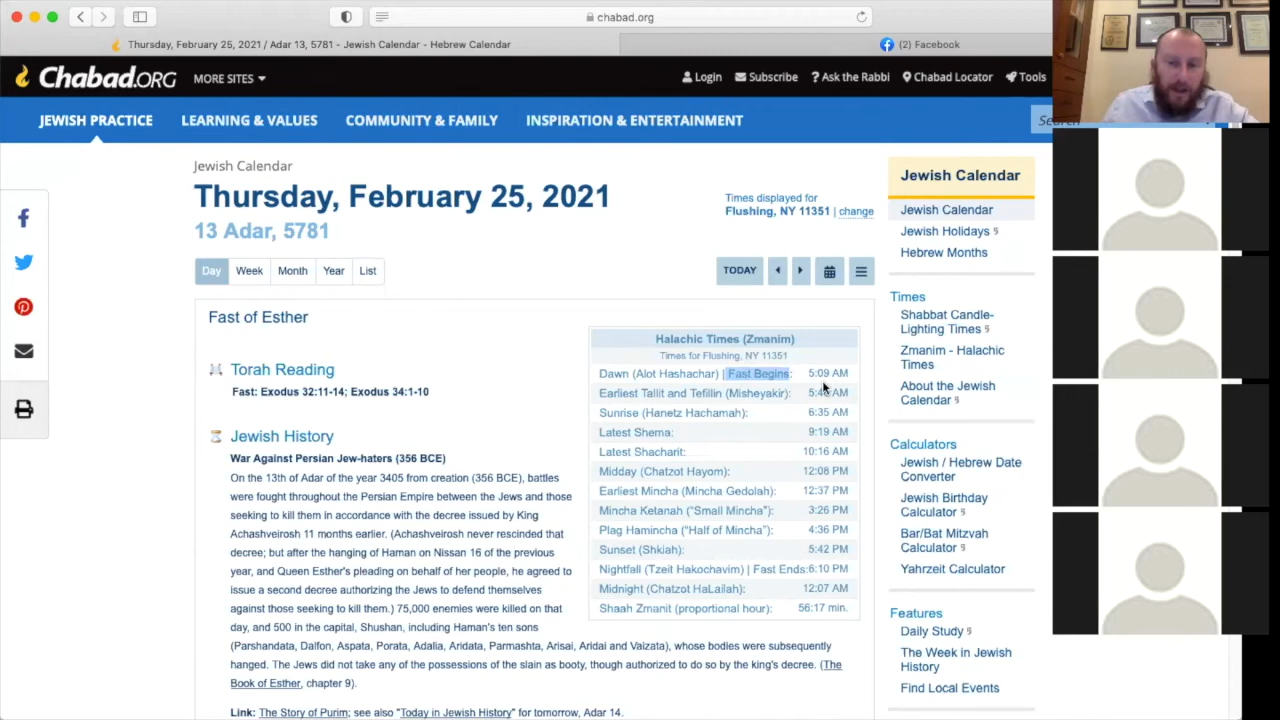 chabad.org
Thursday, February 25, 2021 / Adar 13, 5781 - Jewish Calendar - Hebrew Calendar
(2) Facebook
Chabad.ORG
MORE SITES
Login
Subscribe
Ask the Rabbi
Chabad Locator
Tools
JEWISH PRACTICE
LEARNING & VALUES
COMMUNITY & FAMILY
INSPIRATION & ENTERTAINMENT
Search
Jewish Calendar
Thursday, February 25, 2021
13 Adar, 5781
Times displayed for
Flushing, NY 11351 | change
Day Week Month Year List
TODAY
Fast of Esther
Torah Reading
Fast: Exodus 32:11-14; Exodus 34:1-10
Jewish History
War Against Persian Jew-haters (356 BCE)
On the 13th of Adar of the year 3405 from creation (356 BCE), battles
were fought throughout the Persian Empire between the Jews and those
seeking to kill them in accordance with the decree issued by King
Achashveirosh 11 months earlier. (Achashveirosh never rescinded that
decree; but after the hanging of Haman on Nissan 16 of the previous
year, and Queen Esther's pleading on behalf of her people, he agreed to
issue a second decree authorizing the Jews to defend themselves
against those seeking to kill them.) 75,000 enemies were killed on that
day, and 500 in the capital, Shushan, including Haman's ten sons
(Parshandata, Dalfon, Aspata, Porata, Adalia, Aridata, Parmashta, Arisai, Aridai and Vaizata), whose bodies were subsequently
hanged. The Jews did not take any of the possessions of the slain as booty, though authorized to do so by the king's decree. (The
Book of Esther, chapter 9).
Link: The Story of Purim; see also "Today in Jewish History" for tomorrow, Adar 14.
Halachic Times (Zmanim)
Times for Flushing, NY 11351
Dawn (Alot Hashachar) | Fast Begins: 5:09 AM
Earliest Tallit and Tefillin (Misheyakir): AM
Sunrise (Hanetz Hachamah): 6:35 AM
Latest Shema: 9:19 AM
Latest Shacharit: 10:16 AM
Midday (Chatzot Hayom): 12:08 PM
Earliest Mincha (Mincha Gedolah): 12:37 PM
Mincha Ketanah ("Small Mincha"): 3:26 PM
Plag Hamincha ("Half of Mincha"): 4:36 PM
Sunset (Shkiah): 5:42 PM
Nightfall (Tzeit Hakochavim) | Fast Ends: 6:10 PM
Midnight (Chatzot HaLailah): 12:07 AM
Shaah Zmanit (proportional hour): 56:17 min.
Jewish Calendar
Jewish Calendar
Jewish Holidays
Hebrew Months
Times
Shabbat Candle-
Lighting Times
Zmanim - Halachic
Times
About the Jewish
Calendar
Calculators
Jewish / Hebrew Date
Converter
Jewish Birthday
Calculator
Bar/Bat Mitzvah
Calculator
Yahrzeit Calculator
Features
Daily Study
The Week in Jewish
History
Find Local Events